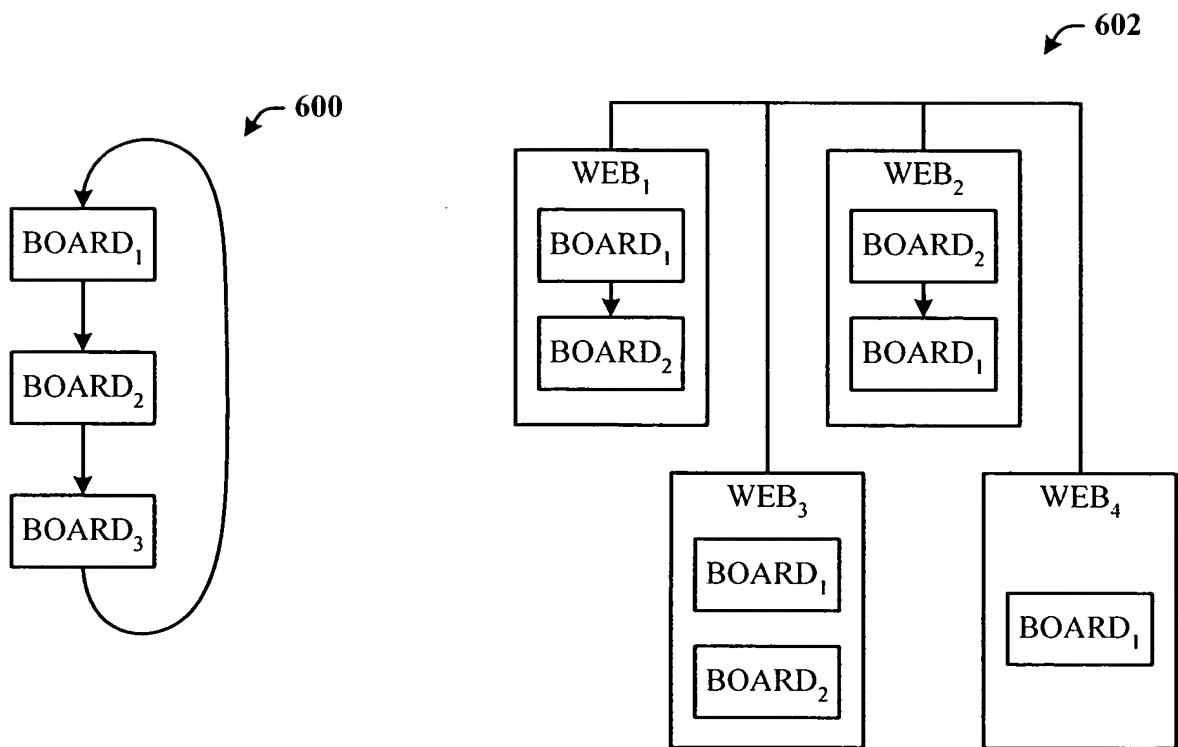 600
BOARD₁
BOARD₂
BOARD₃
602
WEB₁
BOARD₁
BOARD₂
WEB₂
BOARD₂
BOARD₁
WEB₃
BOARD₁
BOARD₂
WEB₄
BOARD₁